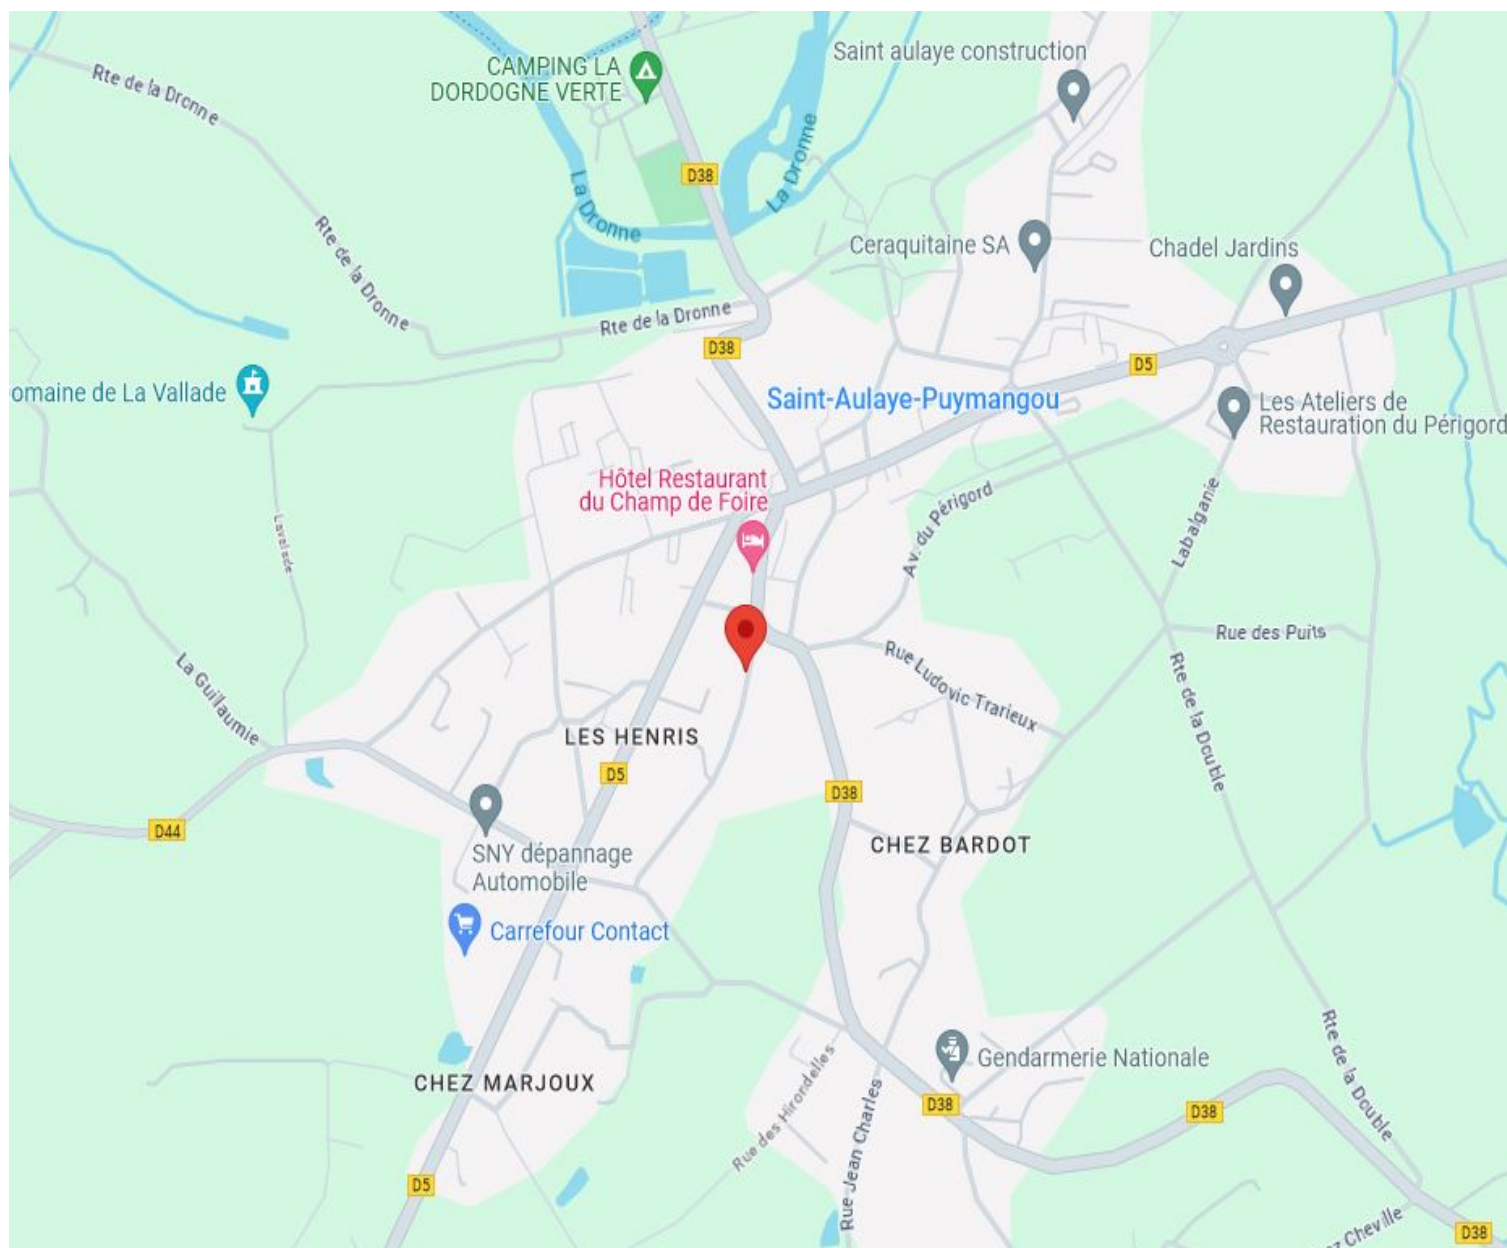 Saint aulaye construction
CAMPING LA
DORDOGNE VERTE
Rte de la Dronne
La Dronne
D38
La Dronne
Rte de la Dronne
Ceraquitaine SA
Chadel Jardins
Rte de la Dronne
D38
D5
omaine de La Vallade
Saint-Aulaye-Puymangou
Les Ateliers de
Restauration du Périgord
Hôtel Restaurant
du Champ de Foire
Av. du Périgord
Labalganie
Lavalade
Rue des Puits
La Guillaumie
Rue Ludovic Trarieux
Rte de la Double
LES HENRIS
D5
D38
D44
CHEZ BARDOT
SNY dépannage
Automobile
Carrefour Contact
Gendarmerie Nationale
CHEZ MARJOUX
Rue des Hirondelles
Rue Jean Charles
D38
D38
Rte de la Double
D5
Cheville
D38